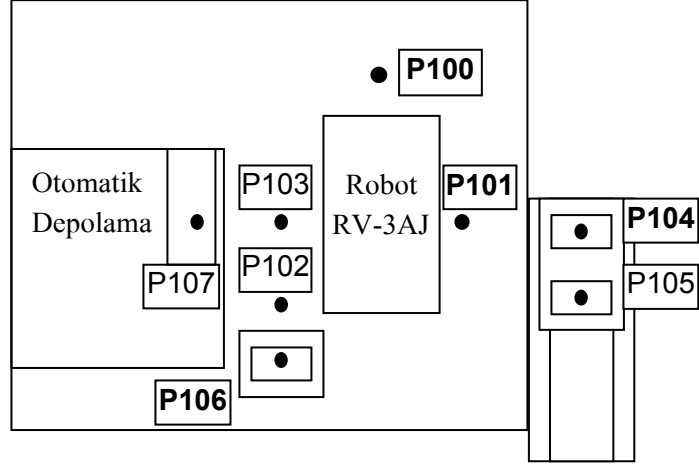 P100
Otomatik
Depolama
P103
Robot
RV-3AJ
P101
P104
P102
P107
P105
P106